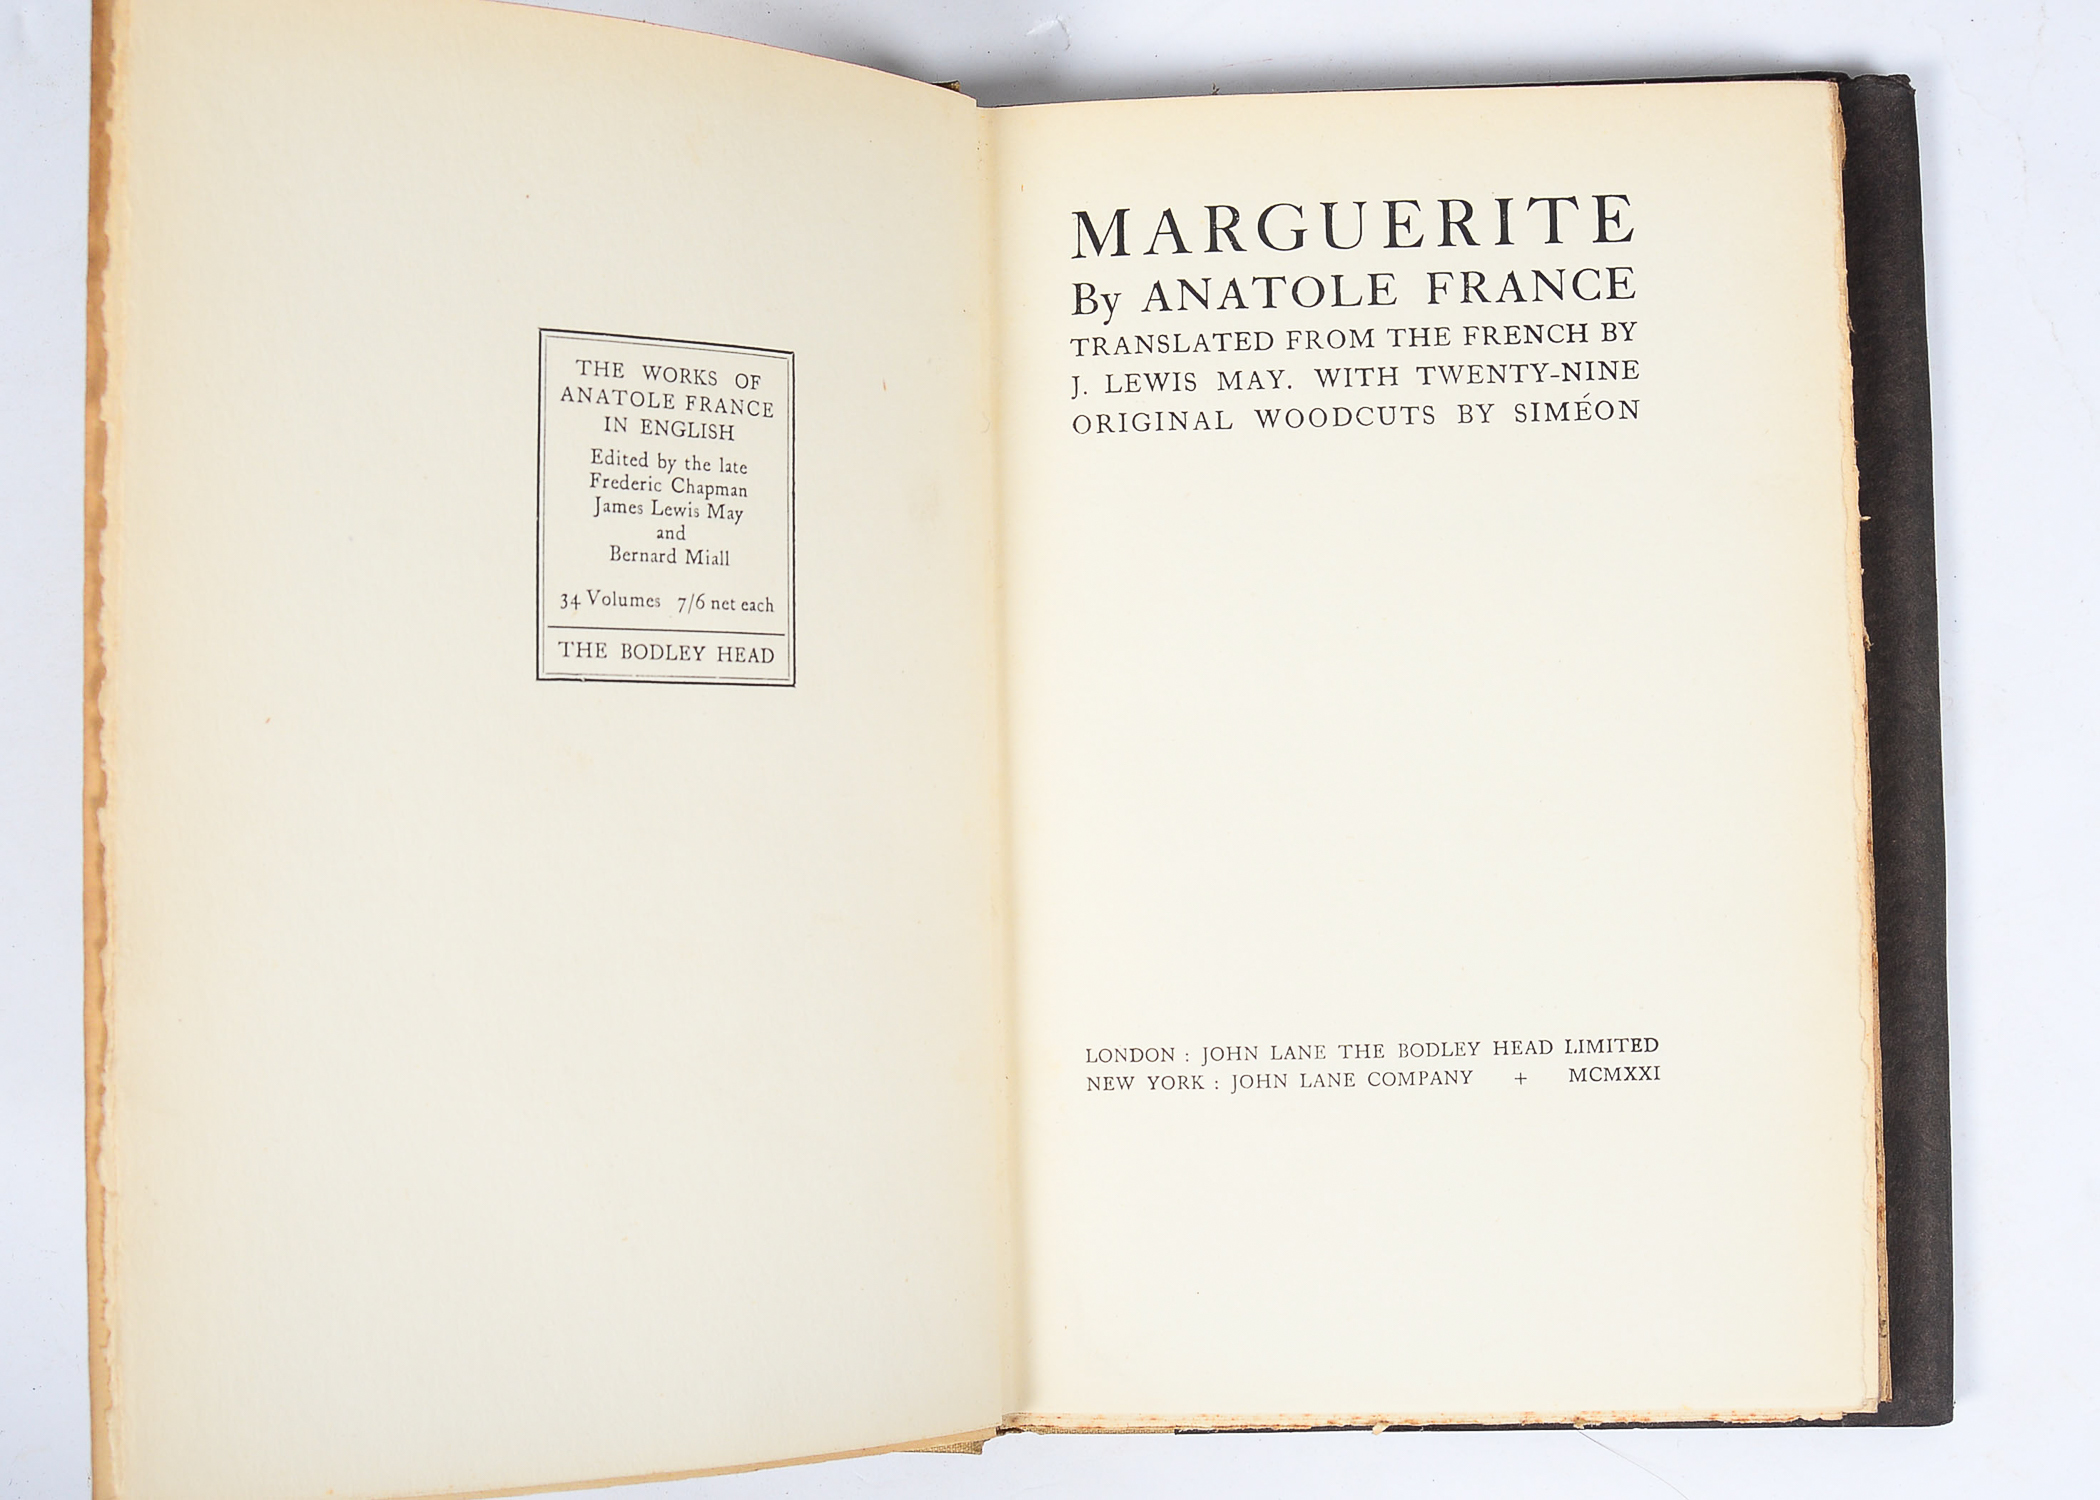 THE WORKS OF
ANATOLE FRANCE
IN ENGLISH
Edited by the late
Frederic Chapman
James Lewis May
and
Bernard Miall
34 Volumes 7/6 net each
THE BODLEY HEAD
MARGUERITE
By ANATOLE FRANCE
TRANSLATED FROM THE FRENCH BY
J. LEWIS MAY. WITH TWENTY-NINE
ORIGINAL WOODCUTS BY SIMÉON
LONDON : JOHN LANE THE BODLEY HEAD LIMITED
NEW YORK : JOHN LANE COMPANY + MCMXXI